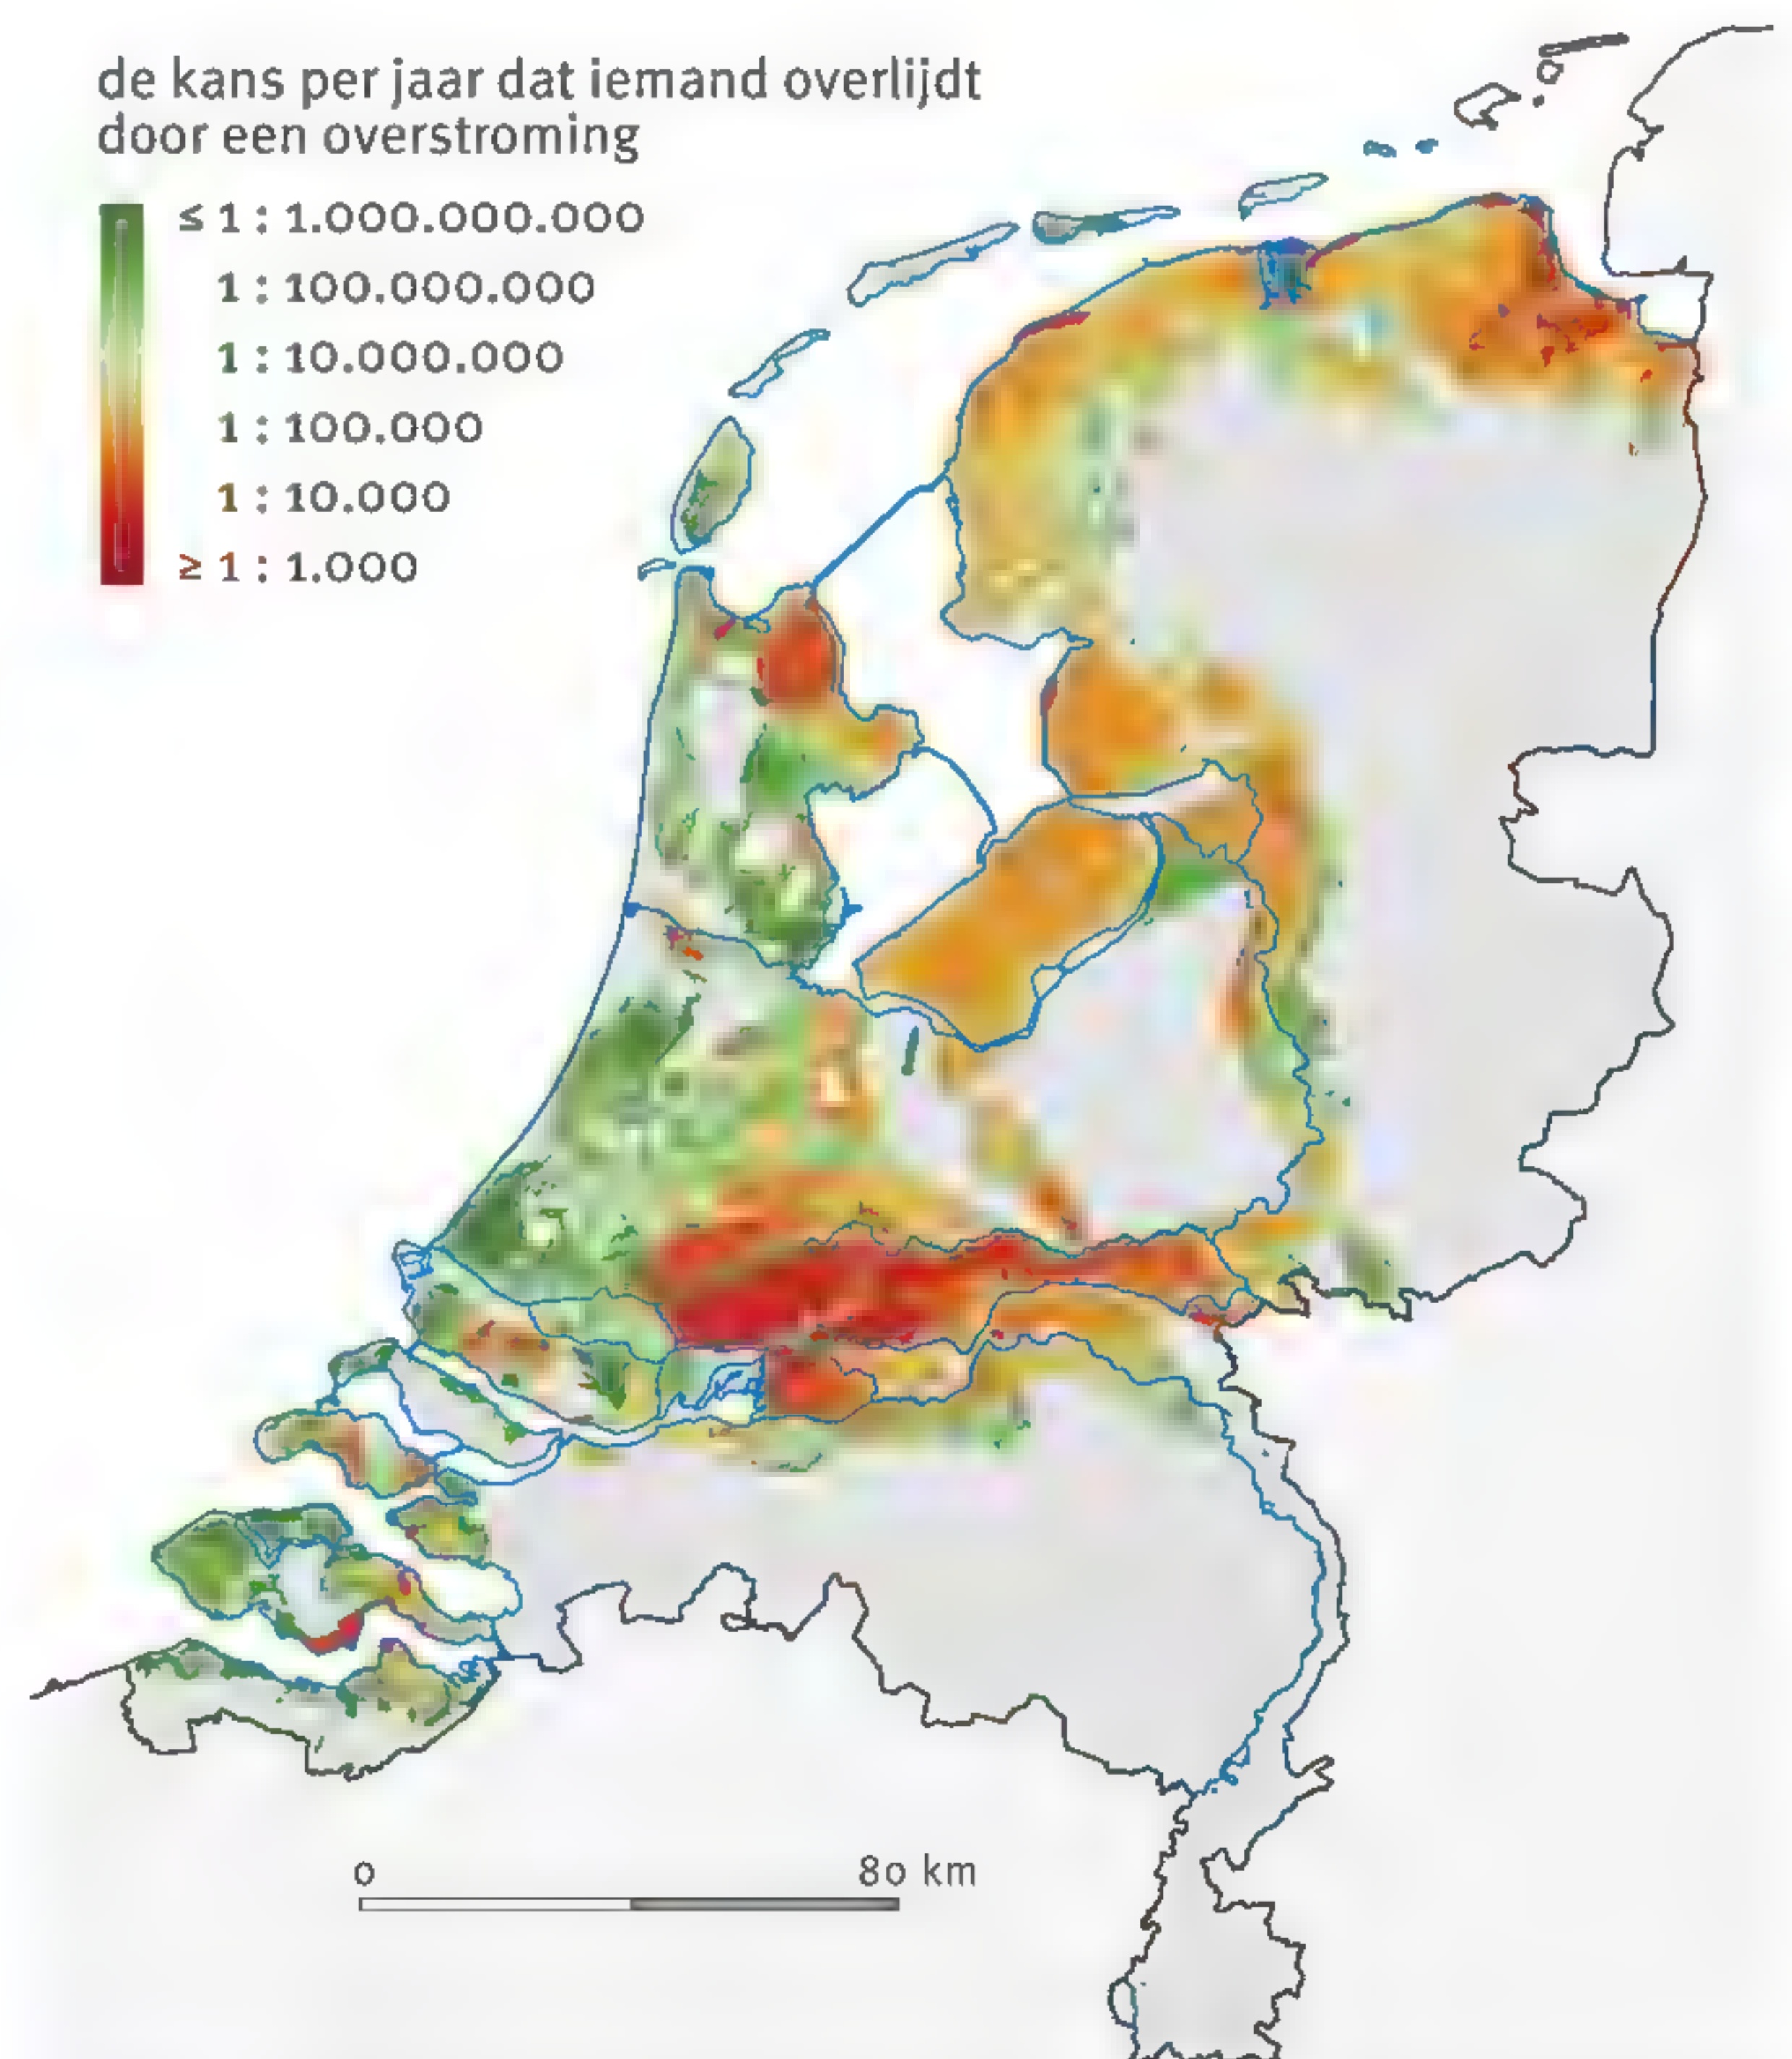 de kans per jaar dat iemand overlijdt
door een overstroming
≤ 1 : 1.000.000.000
1 : 100.000.000
1 : 10.000.000
1 : 100.000
1 : 10.000
≥ 1 : 1.000
0 80 km